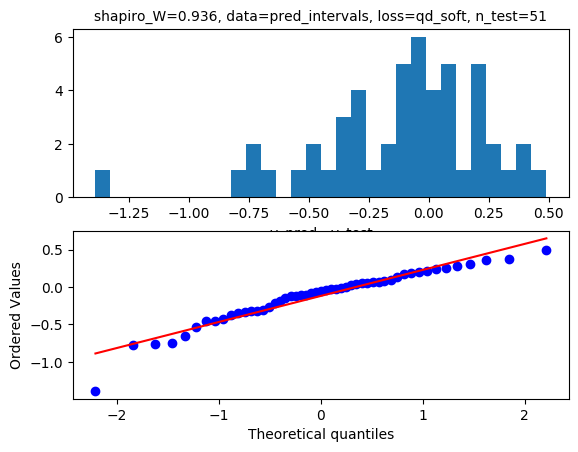 shapiro_W=0.936, data=pred_intervals, loss=qd_soft, n_test=51
6
4
2
0
−1.25 −1.00 −0.75 −0.50 −0.25 0.00 0.25 0.50
0.5
0.0
−0.5
−1.0
Ordered Values
−2 −1 0 1 2
Theoretical quantiles